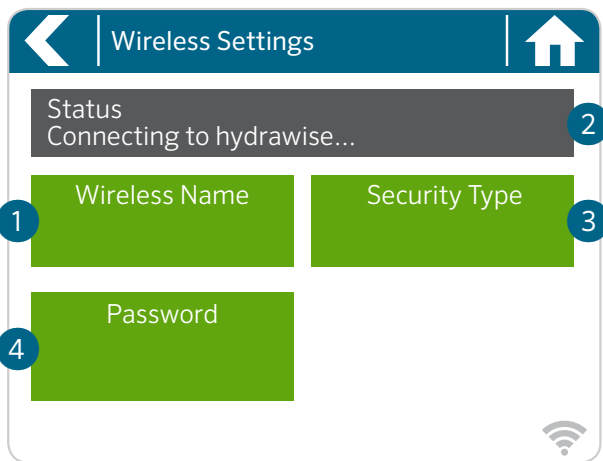 Wireless Settings
Status
Connecting to hydrawise...
2
Wireless Name
Security Type
1
3
Password
4